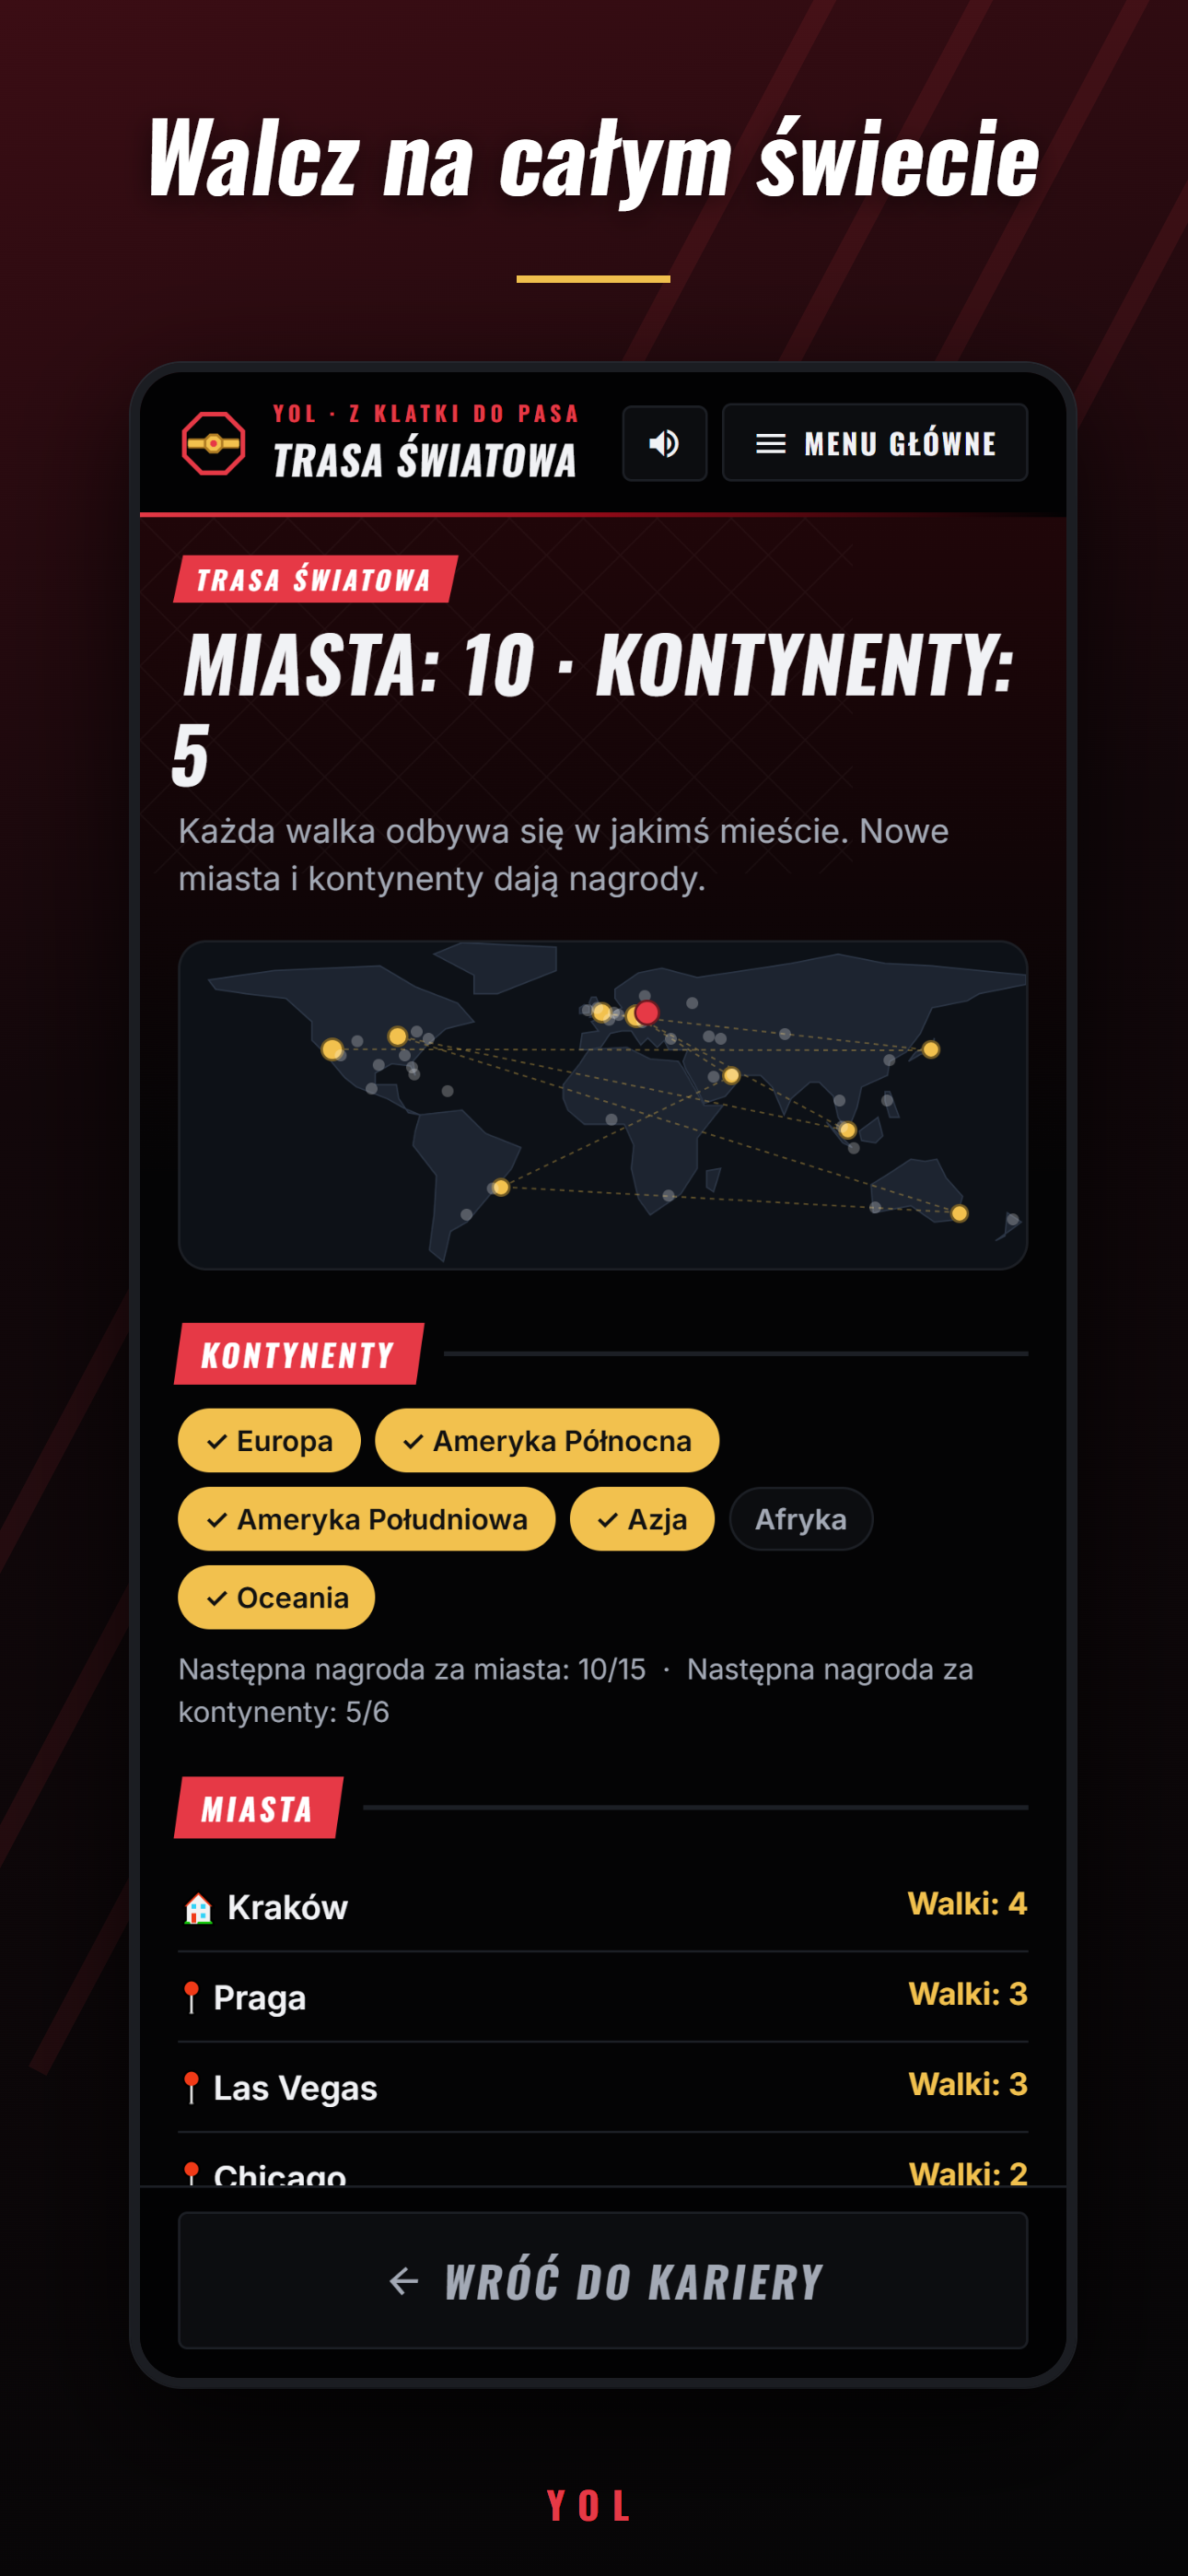 Walcz na całym świecie
YOL · Z KLATKI DO PASA
TRASA ŚWIATOWA
MENU GŁÓWNE
TRASA ŚWIATOWA
MIASTA: 10 · KONTYNENTY:
5
Każda walka odbywa się w jakimś mieście. Nowe
miasta i kontynenty dają nagrody.
KONTYNENTY
✓ Europa
✓ Ameryka Północna
✓ Ameryka Południowa
✓ Azja
Afryka
✓ Oceania
Następna nagroda za miasta: 10/15 · Następna nagroda za
kontynenty: 5/6
MIASTA
Kraków Walki: 4
Praga Walki: 3
Las Vegas Walki: 3
Chicago Walki: 2
← WRÓĆ DO KARIERY
YOL